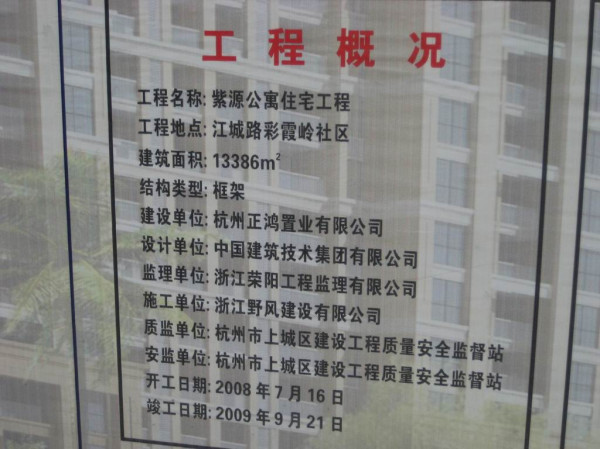 工程概况
工程名称:紫源公寓住宅工程
工程地点:江城路彩霞岭社区
建筑面积:13386m²
结构类型:框架
建设单位:杭州正鸿置业有限公司
设计单位:中国建筑技术集团有限公司
监理单位:浙江荣阳工程监理有限公司
施工单位:浙江野风建设有限公司
质监单位:杭州市上城区建设工程质量安全监督站
安监单位:杭州市上城区建设工程质量安全监督站
开工日期:2008年7月16日
竣工日期:2009年9月21日